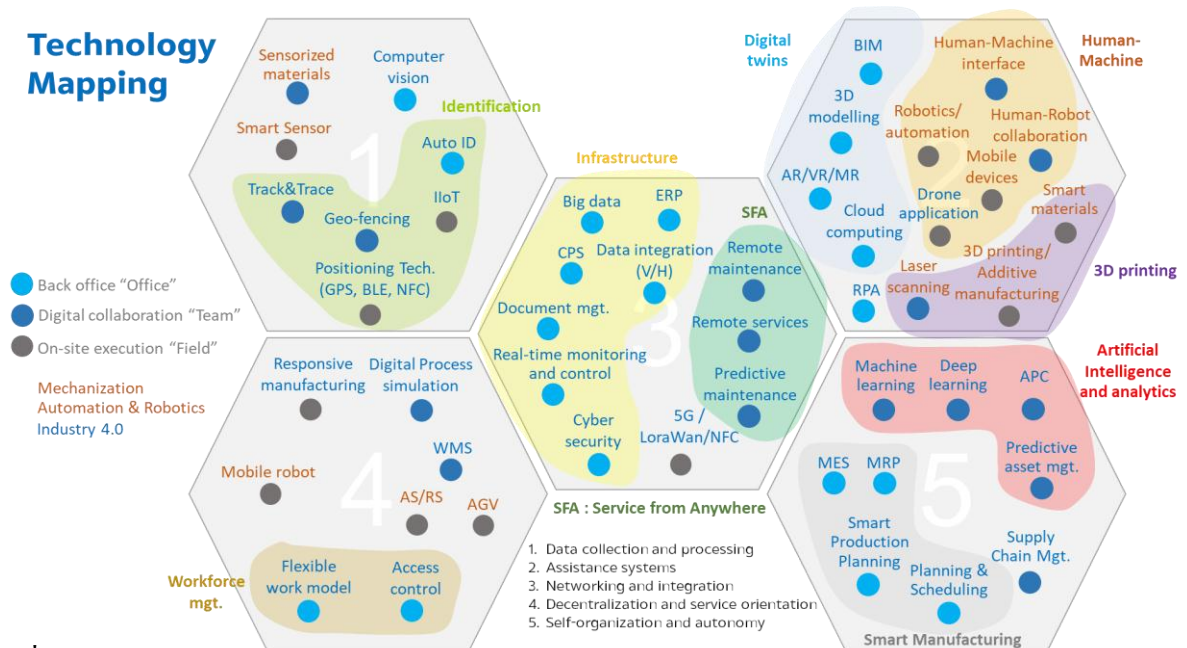 Technology
Mapping
Sensorized
materials
Computer
vision
Identification
Smart Sensor
1
Auto ID
Track&Trace
IIoT
Geo-fencing
Positioning Tech.
(GPS, BLE, NFC)
Back office “Office”
Digital collaboration “Team”
On-site execution “Field”
Mechanization
Automation & Robotics
Industry 4.0
Infrastructure
Big data
ERP
SFA
CPS
Data integration
(V/H)
Remote
maintenance
3
Document mgt.
Remote services
Real-time monitoring
and control
Predictive
maintenance
Cyber
security
5G /
LoraWan/NFC
SFA : Service from Anywhere
Digital
twins
BIM
Human-Machine
interface
Human-
Machine
3D
modelling
Robotics/
automation
Human-Robot
collaboration
2
Mobile
devices
AR/VR/MR
Smart
materials
Cloud
computing
Drone
application
3D printing/
Additive
manufacturing
3D printing
Laser
scanning
RPA
Responsive
manufacturing
Digital Process
simulation
4
WMS
Mobile robot
AS/RS
AGV
Workforce
mgt.
Flexible
work model
Access
control
1. Data collection and processing
2. Assistance systems
3. Networking and integration
4. Decentralization and service orientation
5. Self-organization and autonomy
Artificial
Intelligence
and analytics
Machine
learning
Deep
learning
APC
Predictive
asset mgt.
MES
MRP
5
Smart
Production
Planning
Supply
Chain Mgt.
Planning &
Scheduling
Smart Manufacturing